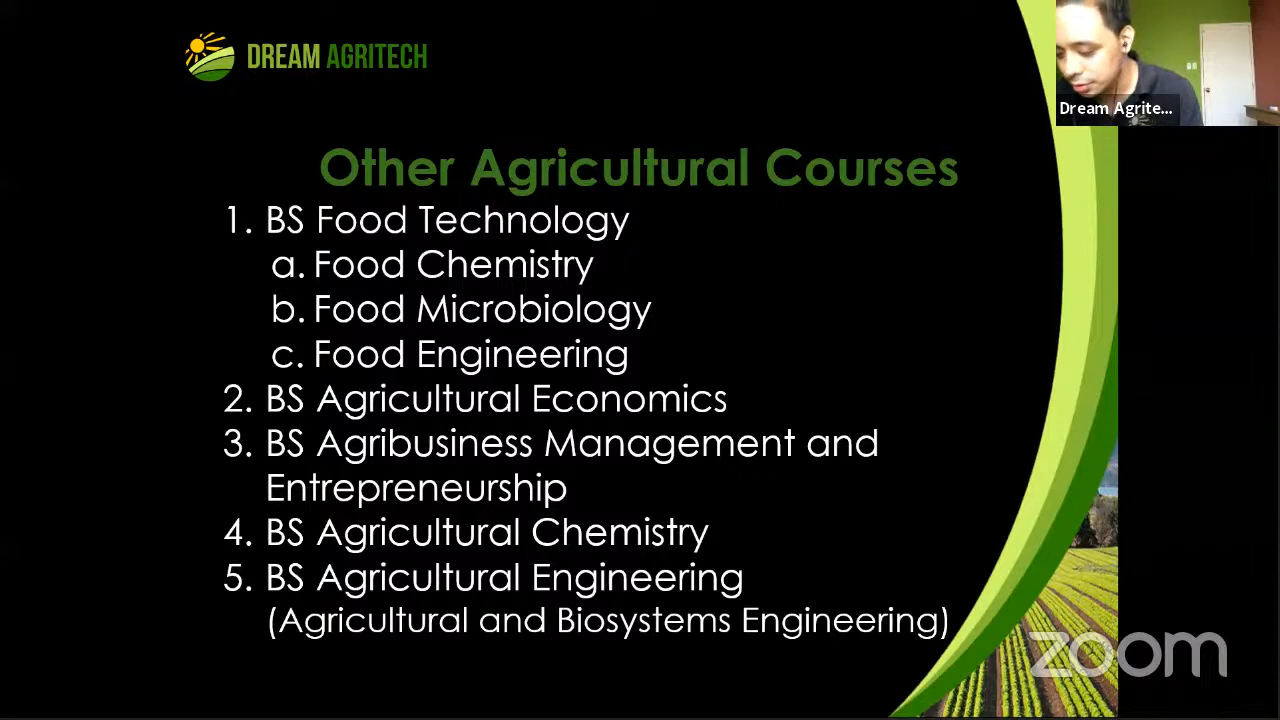 DREAM AGRITECH
Dream Agrite...
Other Agricultural Courses
1. BS Food Technology
a. Food Chemistry
b. Food Microbiology
c. Food Engineering
2. BS Agricultural Economics
3. BS Agribusiness Management and
Entrepreneurship
4. BS Agricultural Chemistry
5. BS Agricultural Engineering
(Agricultural and Biosystems Engineering)
zoom